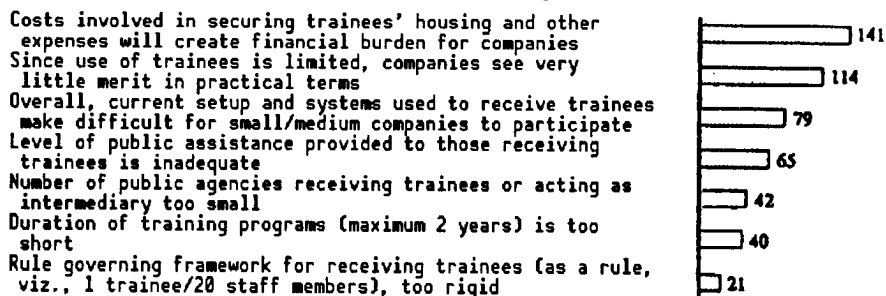 Costs involved in securing trainees' housing and other
expenses will create financial burden for companies
141
Since use of trainees is limited, companies see very
little merit in practical terms
114
Overall, current setup and systems used to receive trainees
make difficult for small/medium companies to participate
79
Level of public assistance provided to those receiving
trainees is inadequate
65
Number of public agencies receiving trainees or acting as
intermediary too small
42
Duration of training programs (maximum 2 years) is too
short
40
Rule governing framework for receiving trainees (as a rule,
viz., 1 trainee/20 staff members), too rigid
21